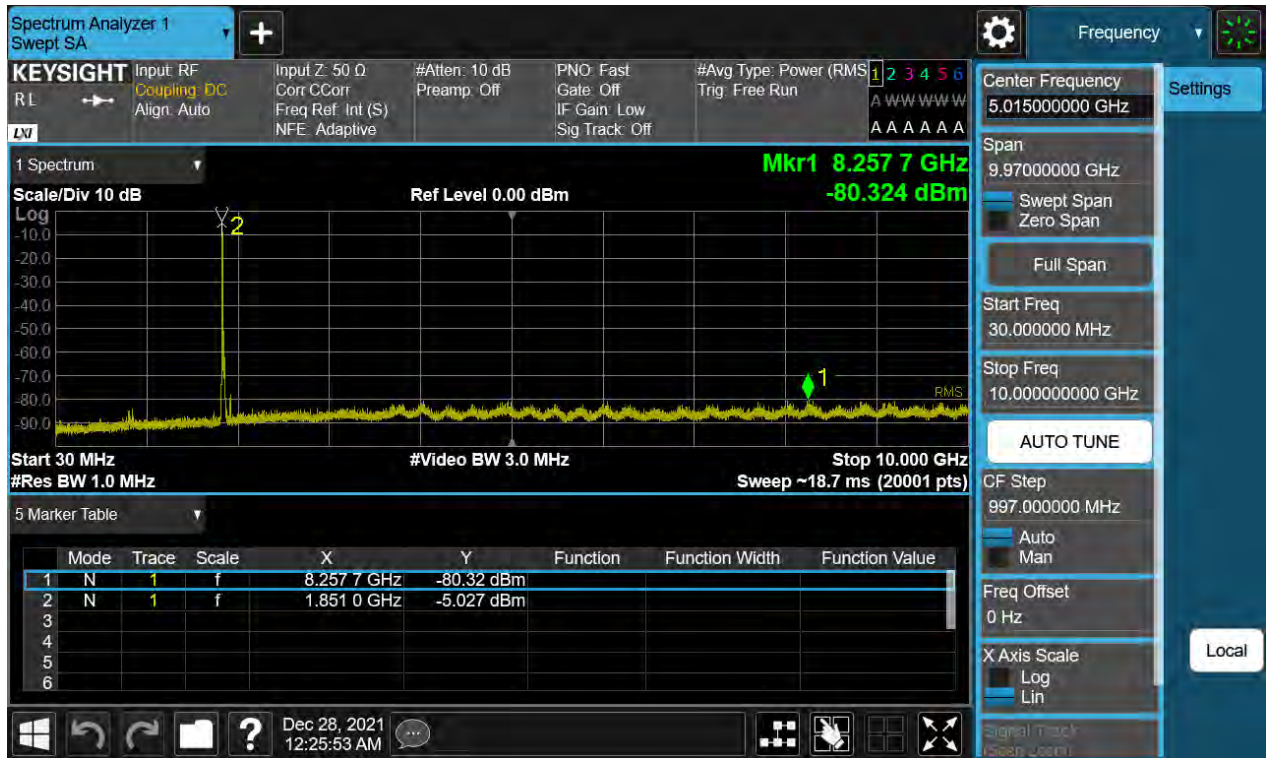 Spectrum Analyzer 1
Swept SA
+
Frequency
KEYSIGHT
RL
LXI
Input: RF
Coupling: DC
Align: Auto
Input Z: 50 Ω
Corr CCorr
Freq Ref: Int (S)
NFE: Adaptive
#Atten: 10 dB
Preamp: Off
PNO: Fast
Gate: Off
IF Gain: Low
Sig Track: Off
#Avg Type: Power (RMS
Trig: Free Run
1 2 3 4 5 6
A W W W W W
A A A A A A
1 Spectrum
Mkr1 8.257 7 GHz
-80.324 dBm
Scale/Div 10 dB
Ref Level 0.00 dBm
Log
-10.0
-20.0
-30.0
-40.0
-50.0
-60.0
-70.0
-80.0
-90.0
2
1
RMS
Start 30 MHz
#Video BW 3.0 MHz
Stop 10.000 GHz
#Res BW 1.0 MHz
Sweep ~18.7 ms (20001 pts)
5 Marker Table
Mode Trace Scale X Y Function Function Width Function Value
1 N 1 f 8.257 7 GHz -80.32 dBm
2 N 1 f 1.851 0 GHz -5.027 dBm
3
4
5
6
?
Dec 28, 2021
12:25:53 AM
Center Frequency
5.015000000 GHz
Settings
Span
9.97000000 GHz
Swept Span
Zero Span
Full Span
Start Freq
30.000000 MHz
Stop Freq
10.000000000 GHz
AUTO TUNE
CF Step
997.000000 MHz
Auto
Man
Freq Offset
0 Hz
X Axis Scale
Log
Lin
Local
Signal Track
(Span Zoom)